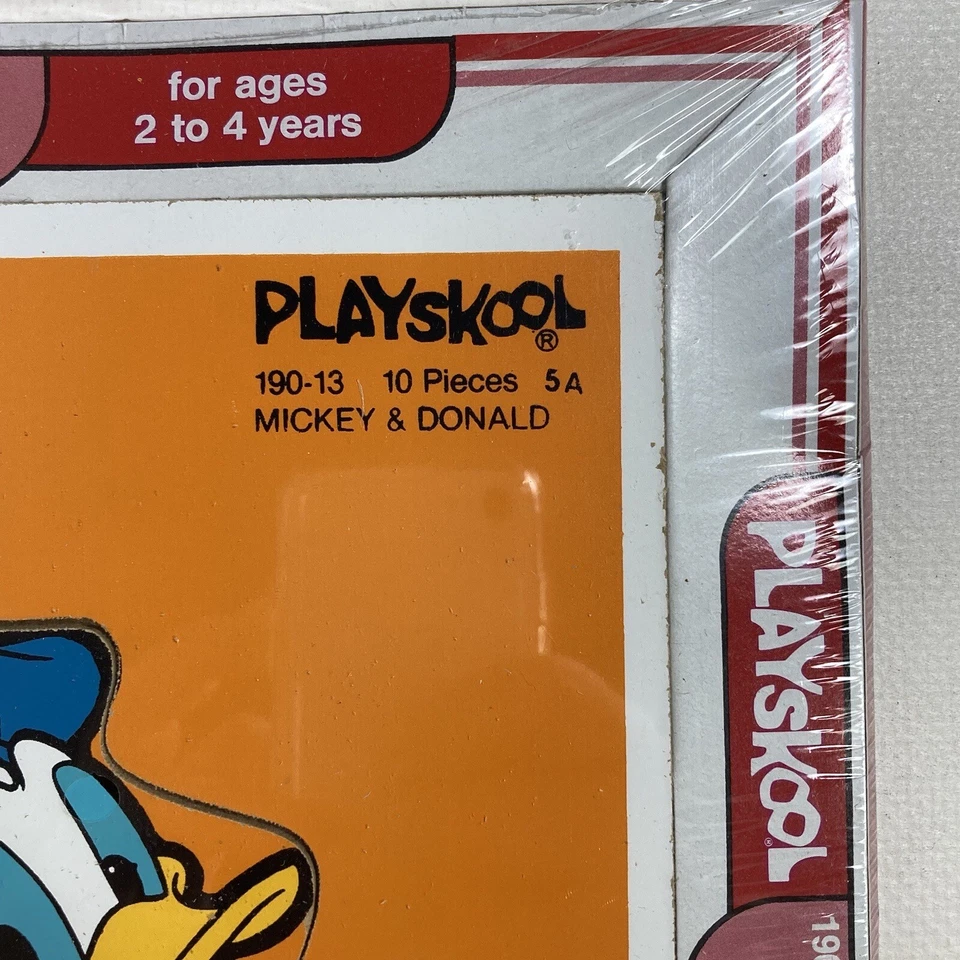 for ages
2 to 4 years
PLAYSKOOL®
190-13 10 Pieces 5A
MICKEY & DONALD
PLAYSKOOL®